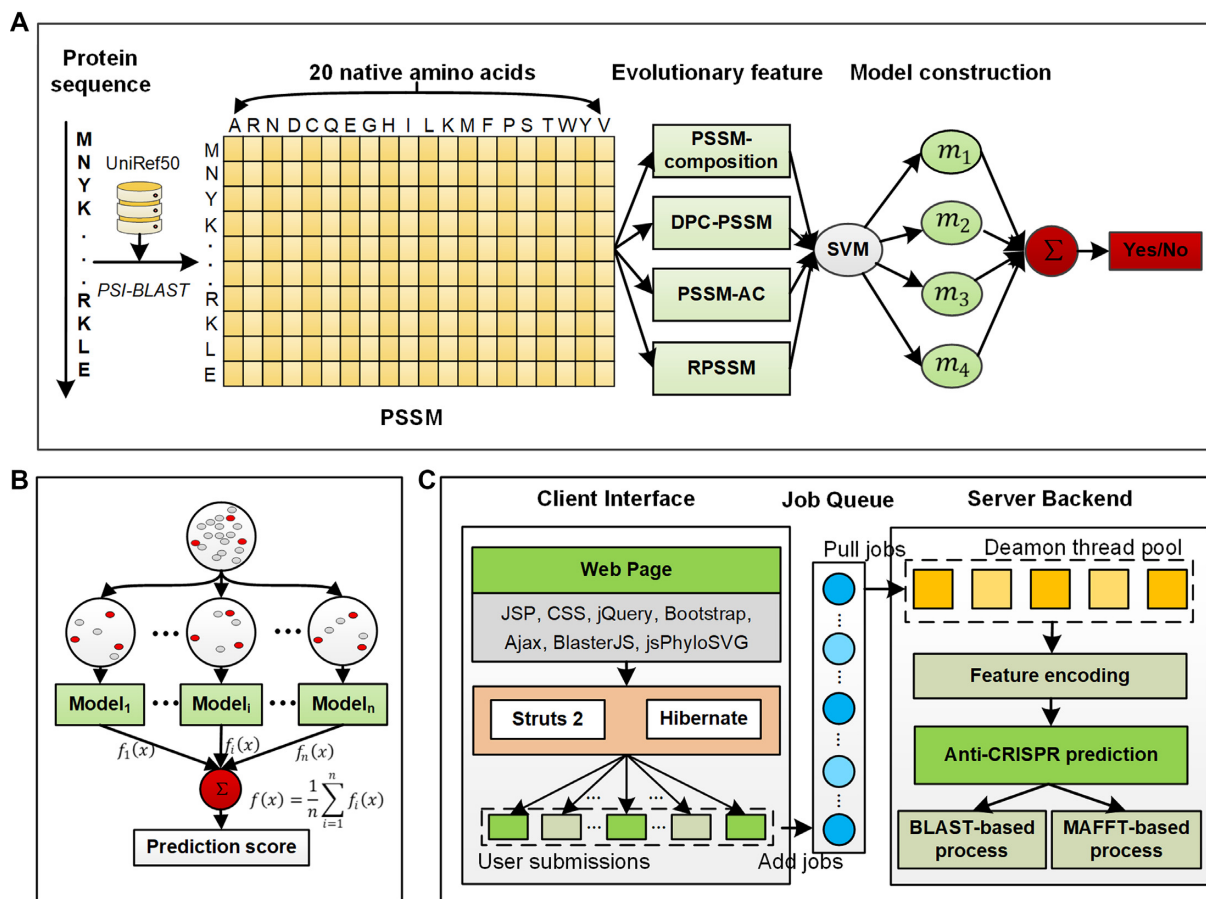 A
Protein
sequence
20 native amino acids
Evolutionary feature
Model construction
A R N D C Q E G H I L K M F P S T W Y V
M
N
Y
K
.
.
R
K
L
E
UniRef50
PSI-BLAST
M
N
Y
K
.
.
R
K
L
E
PSSM
PSSM-
composition
DPC-PSSM
PSSM-AC
RPSSM
SVM
m₁
m₂
m₃
m₄
Σ
Yes/No
B
Model₁
Modelᵢ
Modelₙ
f₁(x)
fᵢ(x)
fₙ(x)
Σ
f(x) = 1/n ∑ⁿᵢ₌₁ fᵢ(x)
Prediction score
C
Client Interface
Job Queue
Server Backend
Web Page
JSP, CSS, jQuery, Bootstrap,
Ajax, BlasterJS, jsPhyloSVG
Struts 2
Hibernate
User submissions
Add jobs
Pull jobs
Deamon thread pool
Feature encoding
Anti-CRISPR prediction
BLAST-based
process
MAFFT-based
process